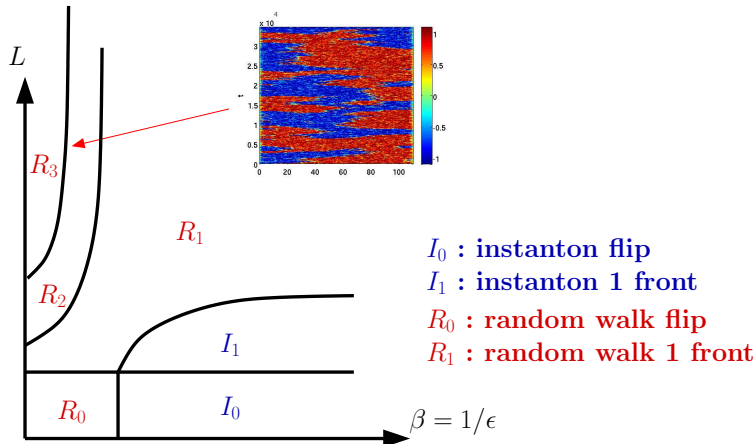 x 10
4
3.5
3
2.5
2
1.5
1
0.5
0
t
0 20 40 60 80 100
1
0.5
0
-0.5
-1
L
R₃
R₂
R₁
I₁
R₀
I₀
β = 1/ϵ
I₀ : instanton flip
I₁ : instanton 1 front
R₀ : random walk flip
R₁ : random walk 1 front